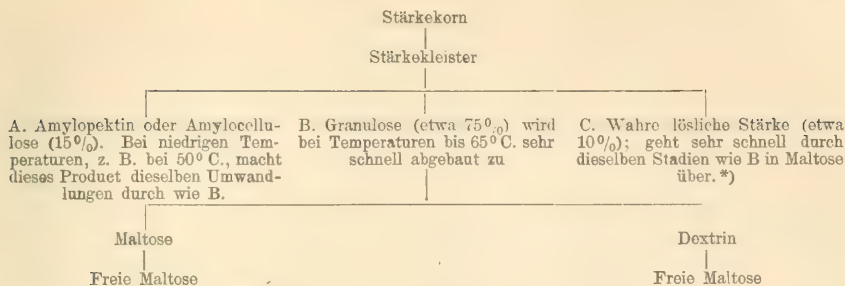 Stärkekorn
Stärkekleister
A. Amylopektin oder Amylocellu-
lose (15%). Bei niedrigen Tem-
peraturen, z. B. bei 50° C., macht
dieses Product dieselben Umwand-
lungen durch wie B.
B. Granulose (etwa 75%) wird
bei Temperaturen bis 65° C. sehr
schnell abgebaut zu
C. Wahre lösliche Stärke (etwa
10%); geht sehr schnell durch
dieselben Stadien wie B in Maltose
über. *)
Maltose
Dextrin
Freie Maltose
Freie Maltose